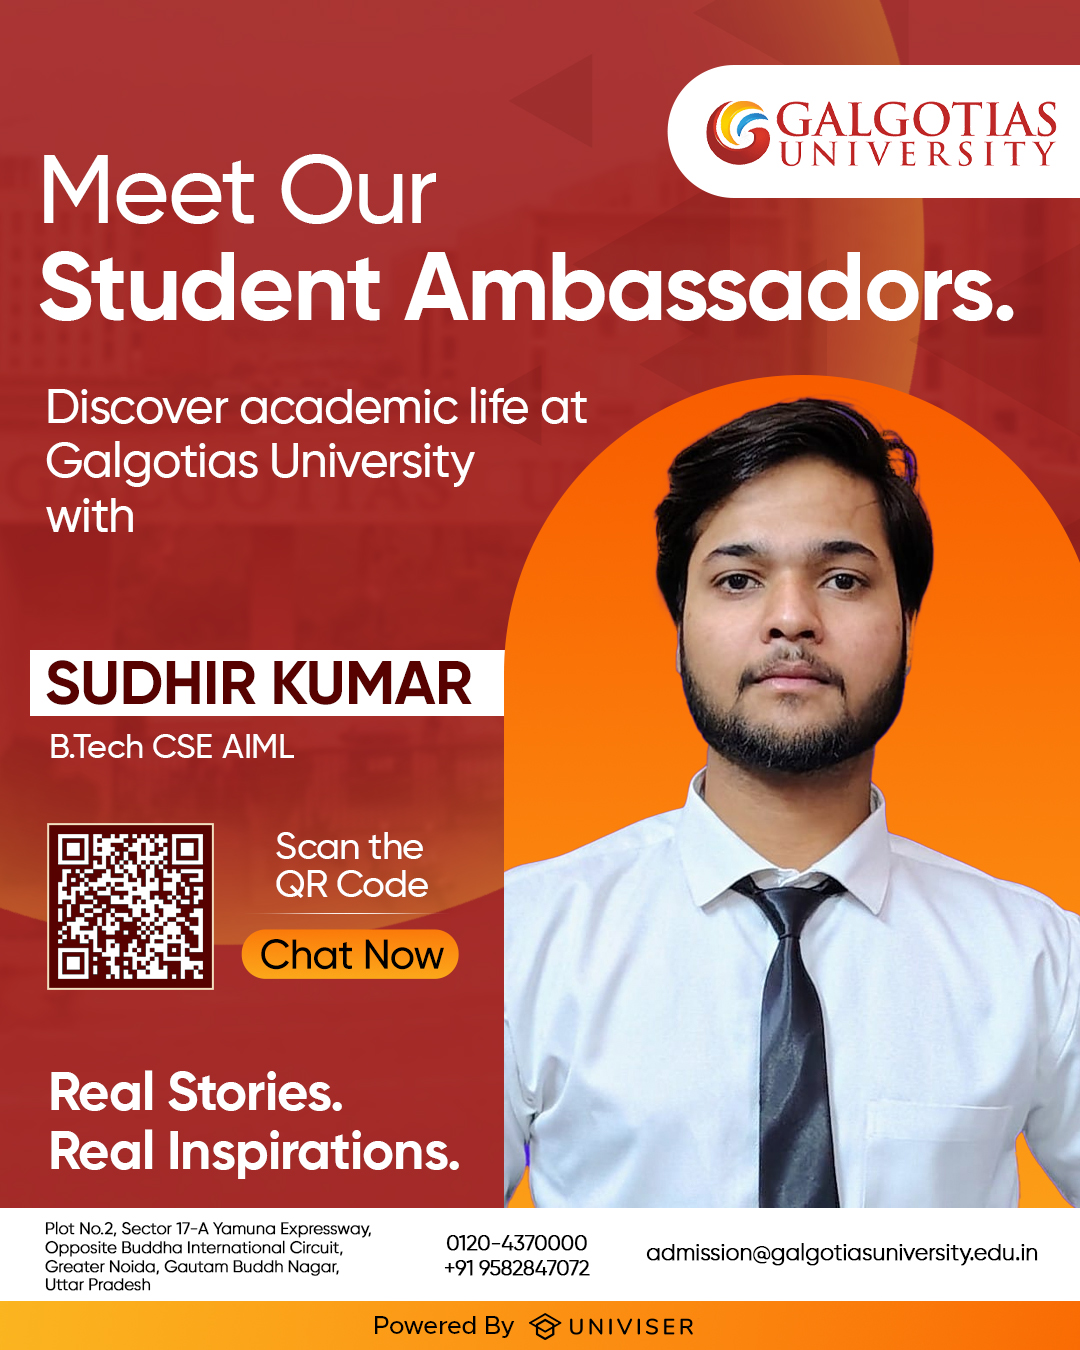 GALGOTIAS
UNIVERSITY
Meet Our
Student Ambassadors.
Discover academic life at
Galgotias University
with
SUDHIR KUMAR
B.Tech CSE AIML
Scan the
QR Code
Chat Now
Real Stories.
Real Inspirations.
Plot No.2, Sector 17-A Yamuna Expressway,
Opposite Buddha International Circuit,
Greater Noida, Gautam Buddh Nagar,
Uttar Pradesh
0120-4370000
+91 9582847072
admission@galgotiasuniversity.edu.in
Powered By UNIVISER